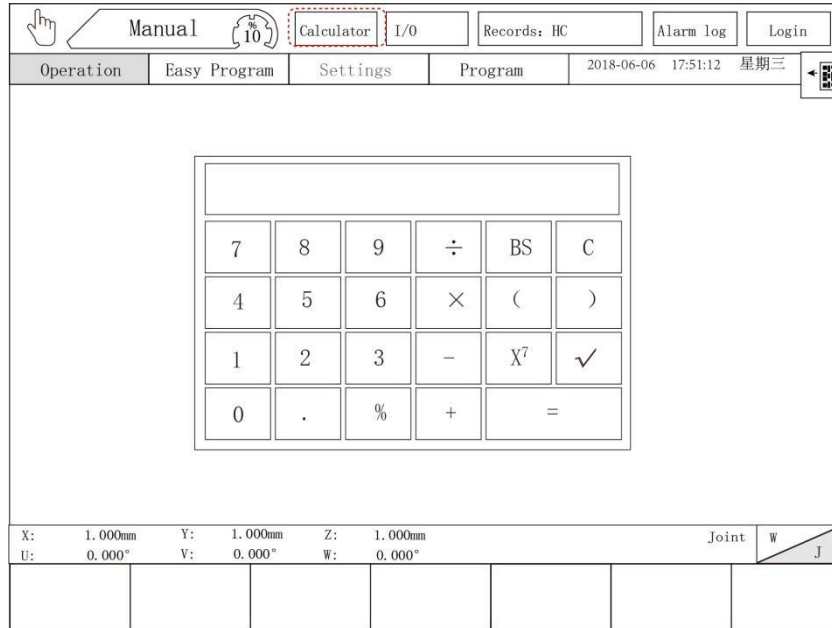 Manual % 10 Calculator I/O Records: HC Alarm log Login
Operation Easy Program Settings Program 2018-06-06 17:51:12 星期三
7 8 9 ÷ BS C
4 5 6 × ( )
1 2 3 - X⁷ √
0 . % + =
X: 1.000mm Y: 1.000mm Z: 1.000mm Joint W
U: 0.000° V: 0.000° W: 0.000° J